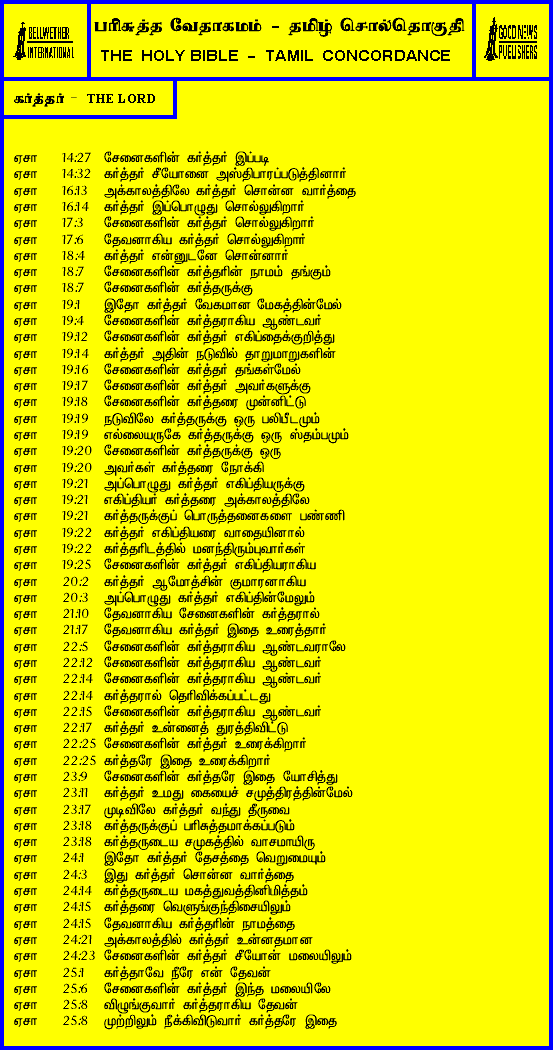 BELLWETHER
INTERNATIONAL
பரிசுத்த வேதாகமம் - தமிழ் சொல்தொகுதி
THE HOLY BIBLE - TAMIL CONCORDANCE
GOOD NEWS
PUBLISHERS
கர்த்தர் - THE LORD
ஏசா 14:27 சேனைகளின் கர்த்தர் இப்படி
ஏசா 14:32 கர்த்தர் சீயோனை அஸ்திபாரப்படுத்தினார்
ஏசா 16:13 அக்காலத்திலே கர்த்தர் சொன்ன வார்த்தை
ஏசா 16:14 கர்த்தர் இப்பொழுது சொல்லுகிறார்
ஏசா 17:3 சேனைகளின் கர்த்தர் சொல்லுகிறார்
ஏசா 17:6 தேவனாகிய கர்த்தர் சொல்லுகிறார்
ஏசா 18:4 கர்த்தர் என்னுடனே சொன்னார்
ஏசா 18:7 சேனைகளின் கர்த்தரின் நாமம் தங்கும்
ஏசா 18:7 சேனைகளின் கர்த்தருக்கு
ஏசா 19:1 இதோ கர்த்தர் வேகமான மேகத்தின்மேல்
ஏசா 19:4 சேனைகளின் கர்த்தராகிய ஆண்டவர்
ஏசா 19:12 சேனைகளின் கர்த்தர் எகிப்தைக்குறித்து
ஏசா 19:14 கர்த்தர் அதின் நடுவில் தாறுமாறுகளின்
ஏசா 19:16 சேனைகளின் கர்த்தர் தங்கள்மேல்
ஏசா 19:17 சேனைகளின் கர்த்தர் அவர்களுக்கு
ஏசா 19:18 சேனைகளின் கர்த்தரை முன்னிட்டு
ஏசா 19:19 நடுவிலே கர்த்தருக்கு ஒரு பலிபீடமும்
ஏசா 19:19 எல்லையருகே கர்த்தருக்கு ஒரு ஸ்தம்பமும்
ஏசா 19:20 சேனைகளின் கர்த்தருக்கு ஒரு
ஏசா 19:20 அவர்கள் கர்த்தரை நோக்கி
ஏசா 19:21 அப்பொழுது கர்த்தர் எகிப்தியருக்கு
ஏசா 19:21 எகிப்தியர் கர்த்தரை அக்காலத்திலே
ஏசா 19:21 கர்த்தருக்குப் பொருத்தனைகளை பண்ணி
ஏசா 19:22 கர்த்தர் எகிப்தியரை வாதையினால்
ஏசா 19:22 கர்த்தரிடத்தில் மனந்திரும்புவார்கள்
ஏசா 19:25 சேனைகளின் கர்த்தர் எகிப்தியராகிய
ஏசா 20:2 கர்த்தர் ஆமோத்சின் குமாரனாகிய
ஏசா 20:3 அப்பொழுது கர்த்தர் எகிப்தின்மேலும்
ஏசா 21:10 தேவனாகிய சேனைகளின் கர்த்தரால்
ஏசா 21:17 தேவனாகிய கர்த்தர் இதை உரைத்தார்
ஏசா 22:5 சேனைகளின் கர்த்தராகிய ஆண்டவராலே
ஏசா 22:12 சேனைகளின் கர்த்தராகிய ஆண்டவர்
ஏசா 22:14 சேனைகளின் கர்த்தராகிய ஆண்டவர்
ஏசா 22:14 கர்த்தரால் தெரிவிக்கப்பட்டது
ஏசா 22:15 சேனைகளின் கர்த்தராகிய ஆண்டவர்
ஏசா 22:17 கர்த்தர் உன்னைத் துரத்திவிட்டு
ஏசா 22:25 சேனைகளின் கர்த்தர் உரைக்கிறார்
ஏசா 22:25 கர்த்தரே இதை உரைக்கிறார்
ஏசா 23:9 சேனைகளின் கர்த்தரே இதை யோசித்து
ஏசா 23:11 கர்த்தர் உமது கையைச் சமுத்திரத்தின்மேல்
ஏசா 23:17 முடிவிலே கர்த்தர் வந்து தீருவை
ஏசா 23:18 கர்த்தருக்குப் பரிசுத்தமாக்கப்படும்
ஏசா 23:18 கர்த்தருடைய சமுகத்தில் வாசமாயிரு
ஏசா 24:1 இதோ கர்த்தர் தேசத்தை வெறுமையும்
ஏசா 24:3 இது கர்த்தர் சொன்ன வார்த்தை
ஏசா 24:14 கர்த்தருடைய மகத்துவத்தினிமித்தம்
ஏசா 24:15 கர்த்தரை வெளுங்குந்திசையிலும்
ஏசா 24:15 தேவனாகிய கர்த்தரின் நாமத்தை
ஏசா 24:21 அக்காலத்தில் கர்த்தர் உன்னதமான
ஏசா 24:23 சேனைகளின் கர்த்தர் சீயோன் மலையிலும்
ஏசா 25:1 கர்த்தாவே நீரே என் தேவன்
ஏசா 25:6 சேனைகளின் கர்த்தர் இந்த மலையிலே
ஏசா 25:8 விழுங்குவார் கர்த்தராகிய தேவன்
ஏசா 25:8 முற்றிலும் நீக்கிவிடுவார் கர்த்தரே இதை